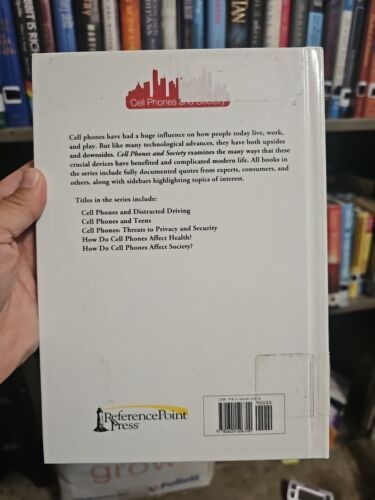 Cell Phones and Society
Cell phones have had a huge influence on how people today live, work,
and play. But like many technological advances, they have both upsides
and downsides. Cell Phones and Society examines the many ways that these
crucial devices have benefited and complicated modern life. All books in
the series include fully documented quotes from experts, consumers, and
others, along with sidebars highlighting topics of interest.
Titles in the series include:
Cell Phones and Distracted Driving
Cell Phones and Teens
Cell Phones: Threats to Privacy and Security
How Do Cell Phones Affect Health?
How Do Cell Phones Affect Society?
ReferencePoint
Press
grow
Follett